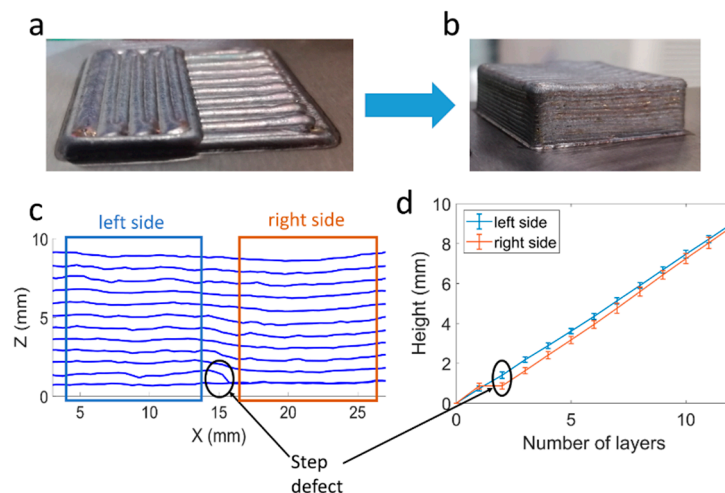 a
b
c
left side
right side
10
5
0
Z (mm)
5
10
15
20
25
X (mm)
d
10
8
6
4
2
0
Height (mm)
left side
right side
0
5
10
Number of layers
Step
defect